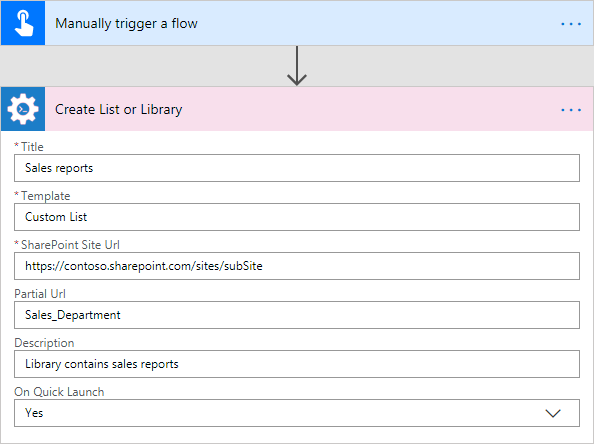 Manually trigger a flow
...
Create List or Library
...
* Title
Sales reports
* Template
Custom List
* SharePoint Site Url
https://contoso.sharepoint.com/sites/subSite
Partial Url
Sales_Department
Description
Library contains sales reports
On Quick Launch
Yes